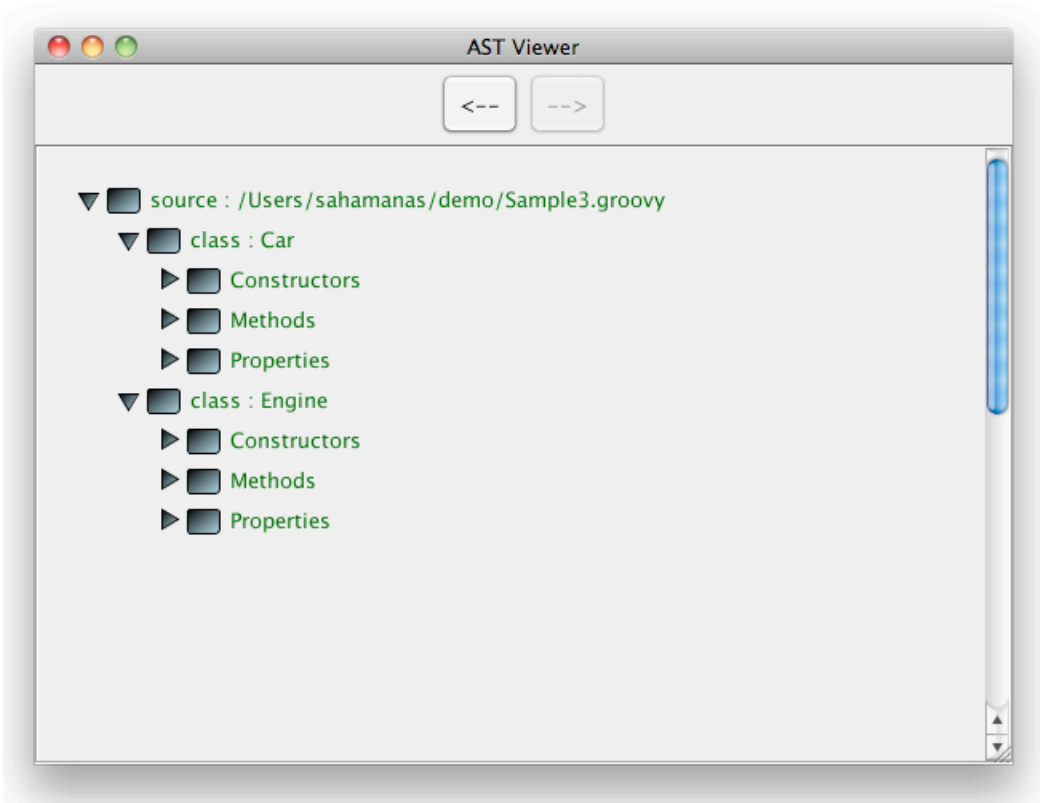 AST Viewer
<-- -->
source : /Users/sahamanas/demo/Sample3.groovy
class : Car
Constructors
Methods
Properties
class : Engine
Constructors
Methods
Properties